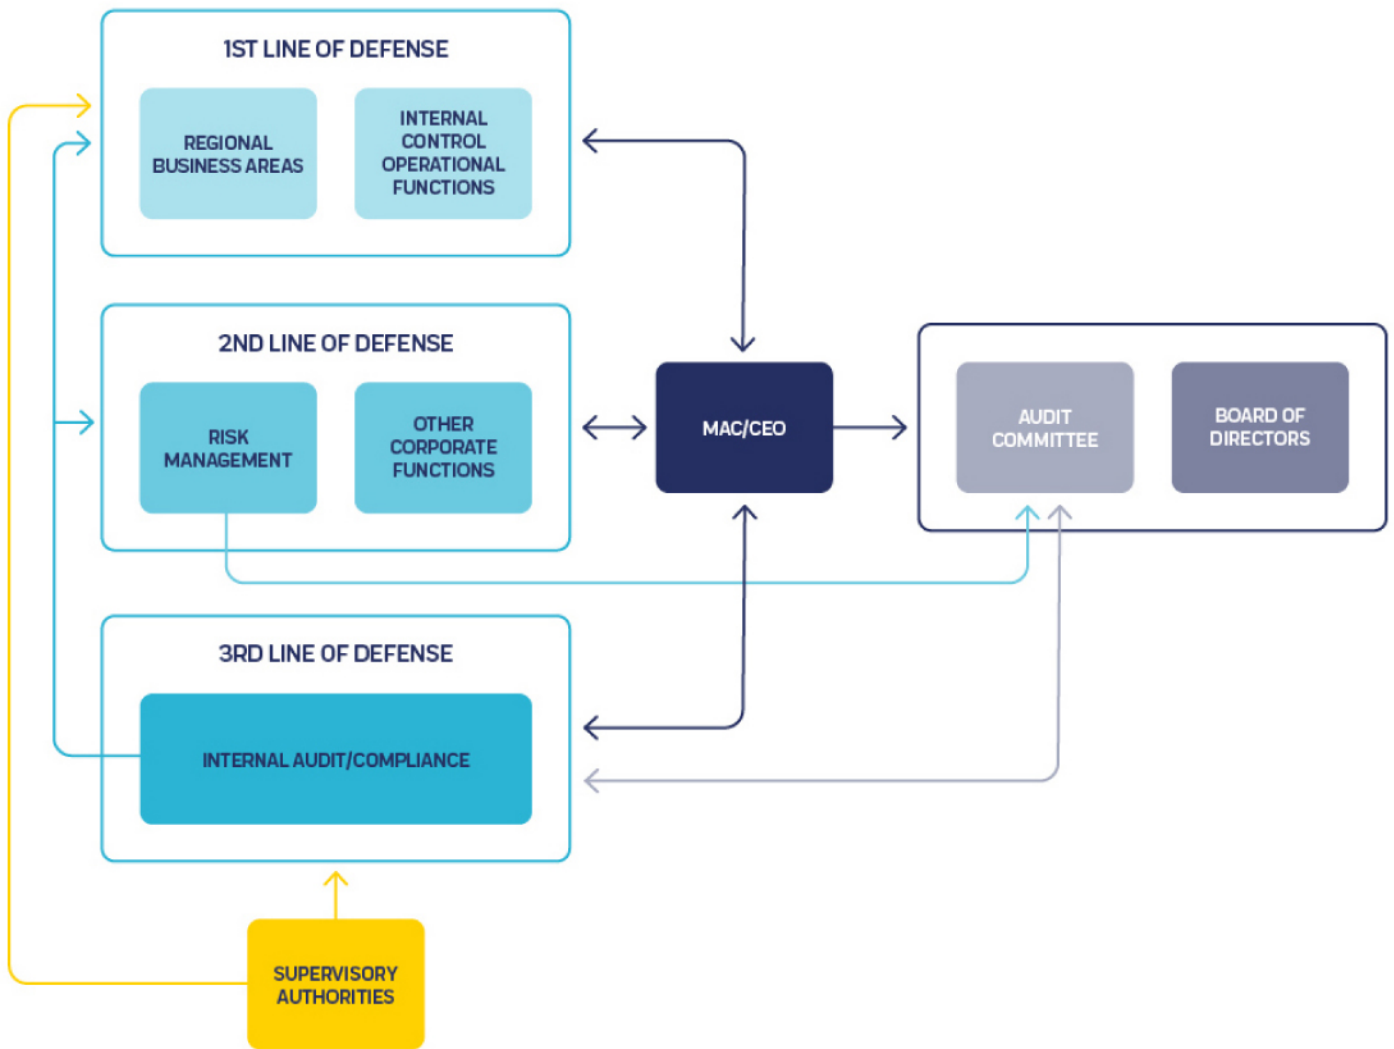 1ST LINE OF DEFENSE
REGIONAL
BUSINESS AREAS
INTERNAL
CONTROL
OPERATIONAL
FUNCTIONS
2ND LINE OF DEFENSE
RISK
MANAGEMENT
OTHER
CORPORATE
FUNCTIONS
MAC/CEO
AUDIT
COMMITTEE
BOARD OF
DIRECTORS
3RD LINE OF DEFENSE
INTERNAL AUDIT/COMPLIANCE
SUPERVISORY
AUTHORITIES